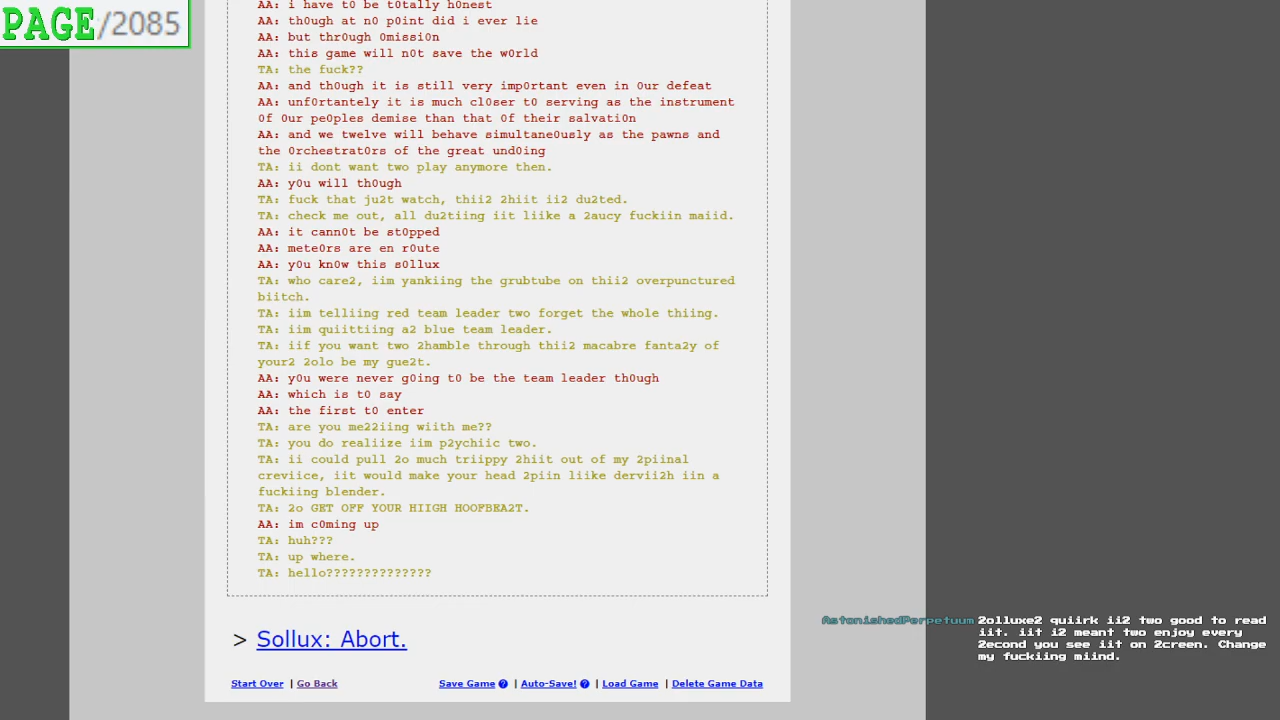 PAGE/2085
AA: i have t0 be t0tally h0nest
AA: th0ugh at n0 p0int did i ever lie
AA: but thr0ugh 0missi0n
AA: this game will n0t save the w0rld
TA: the fuck??
AA: and th0ugh it is still very imp0rtant even in 0ur defeat
AA: unf0rtantely it is much cl0ser t0 serving as the instrument
0f 0ur pe0ples demise than that 0f their salvati0n
AA: and we twelve will behave simultane0usly as the pawns and
the 0rchestrat0rs of the great und0ing
TA: ii dont want two play anymore then.
AA: y0u will th0ugh
TA: fuck that ju2t watch, thii2 2hiit ii2 du2ted.
TA: check me out, all du2tiing iit liike a 2aucy fuckiin maiid.
AA: it cann0t be st0pped
AA: mete0rs are en r0ute
AA: y0u kn0w this s0llux
TA: who care2, iim yankiing the grubtube on thii2 overpunctured
biitch.
TA: iim telliing red team leader two forget the whole thiing.
TA: iim quiittiing a2 blue team leader.
TA: iif you want two 2hamble through thii2 macabre fanta2y of
your2 2olo be my gue2t.
AA: y0u were never g0ing t0 be the team leader th0ugh
AA: which is t0 say
AA: the first t0 enter
TA: are you me22iing wiith me??
TA: you do realiize iim p2ychiic two.
TA: ii could pull 2o much triippy 2hiit out of my 2piinal
creviice, iit would make your head 2piin liike dervii2h iin a
fuckiing blender.
TA: 2o GET OFF YOUR HIIGH HOOFBEA2T.
AA: im c0ming up
TA: huh???
TA: up where.
TA: hello??????????????
> Sollux: Abort.
Start Over | Go Back Save Game ? | Auto-Save! ? | Load Game | Delete Game Data
AstonishedPerpetuum 2olluxe2 quiirk ii2 two good to read
iit. iit i2 meant two enjoy every
2econd you see iit on 2creen. Change
my fuckiing miind.